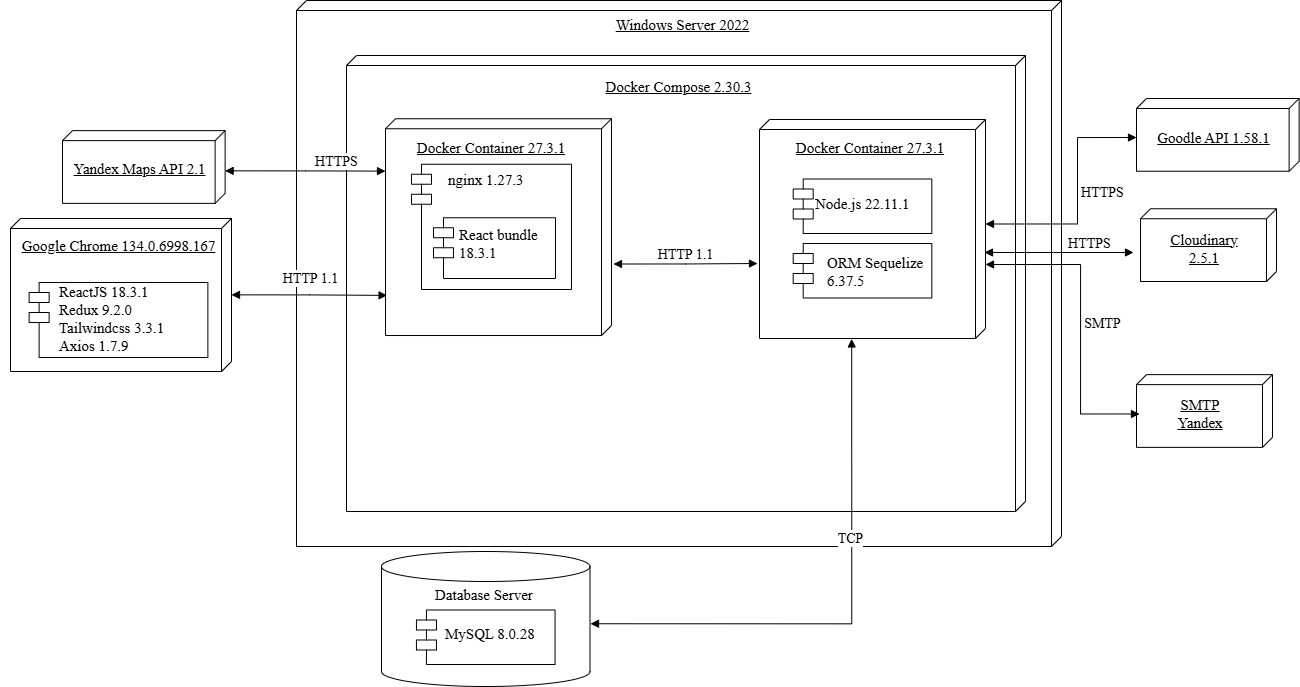 Windows Server 2022
Docker Compose 2.30.3
Yandex Maps API 2.1
HTTPS
Google Chrome 134.0.6998.167
ReactJS 18.3.1
Redux 9.2.0
Tailwindcss 3.3.1
Axios 1.7.9
HTTP 1.1
Docker Container 27.3.1
nginx 1.27.3
React bundle
18.3.1
HTTP 1.1
Docker Container 27.3.1
Node.js 22.11.1
ORM Sequelize
6.37.5
Goodle API 1.58.1
HTTPS
HTTPS
Cloudinary
2.5.1
SMTP
SMTP
Yandex
TCP
Database Server
MySQL 8.0.28